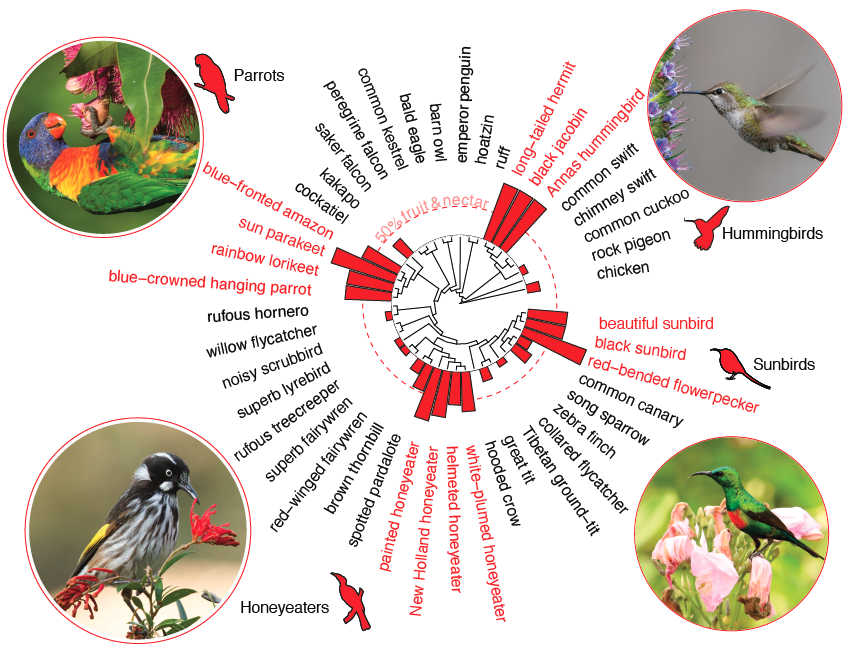 Parrots
blue−fronted amazon
sun parakeet
rainbow lorikeet
blue−crowned hanging parrot
cockatiel
kakapo
saker falcon
peregrine falcon
common kestrel
bald eagle
barn owl
emperor penguin
hoatzin
ruff
long−tailed hermit
black jacobin
Annas hummingbird
common swift
chimney swift
common cuckoo
rock pigeon
chicken
Hummingbirds
50% fruit & nectar
beautiful sunbird
black sunbird
red−bended flowerpecker
Sunbirds
common canary
song sparrow
zebra finch
collared flycatcher
Tibetan ground−tit
great tit
hooded crow
white−plumed honeyeater
helmeted honeyeater
New Holland honeyeater
painted honeyeater
Honeyeaters
spotted pardalote
brown thornbill
red−winged fairywren
superb fairywren
rufous treecreeper
superb lyrebird
noisy scrubbird
willow flycatcher
rufous hornero